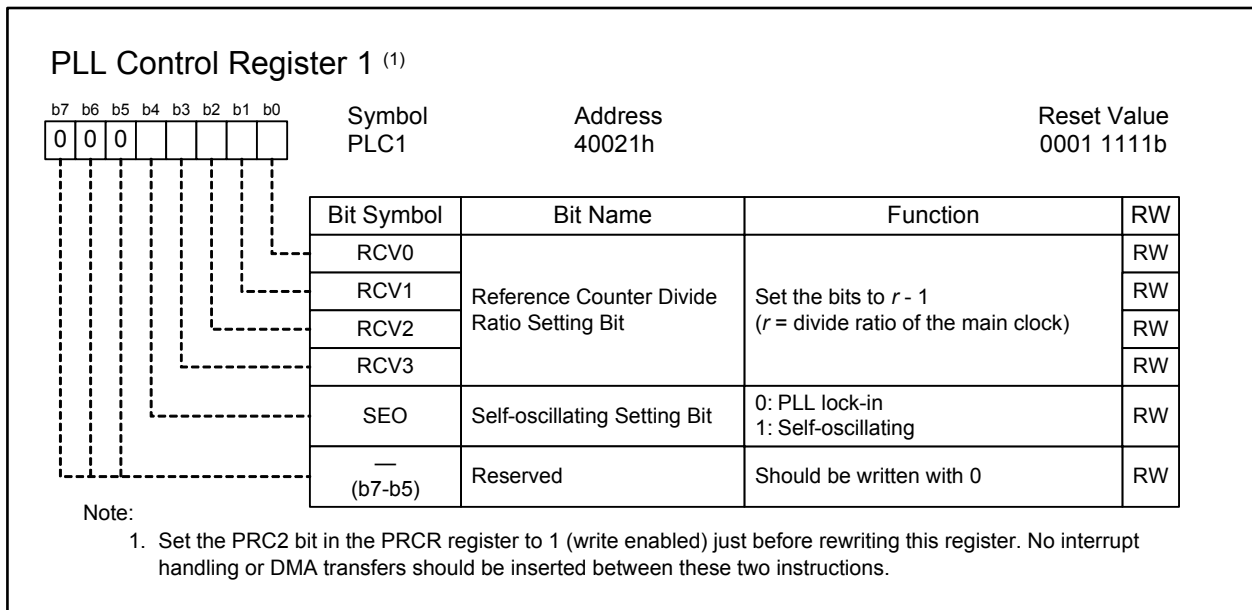 PLL Control Register 1 (1)
b7 b6 b5 b4 b3 b2 b1 b0
0 0 0
Symbol Address Reset Value
PLC1 40021h 0001 1111b
Bit Symbol Bit Name Function RW
RCV0 RW
RCV1 RW
RCV2 RW
RCV3 RW
Reference Counter Divide
Ratio Setting Bit
Set the bits to r - 1
(r = divide ratio of the main clock)
SEO Self-oscillating Setting Bit 0: PLL lock-in
1: Self-oscillating RW
—
(b7-b5) Reserved Should be written with 0 RW
Note:
1. Set the PRC2 bit in the PRCR register to 1 (write enabled) just before rewriting this register. No interrupt
handling or DMA transfers should be inserted between these two instructions.